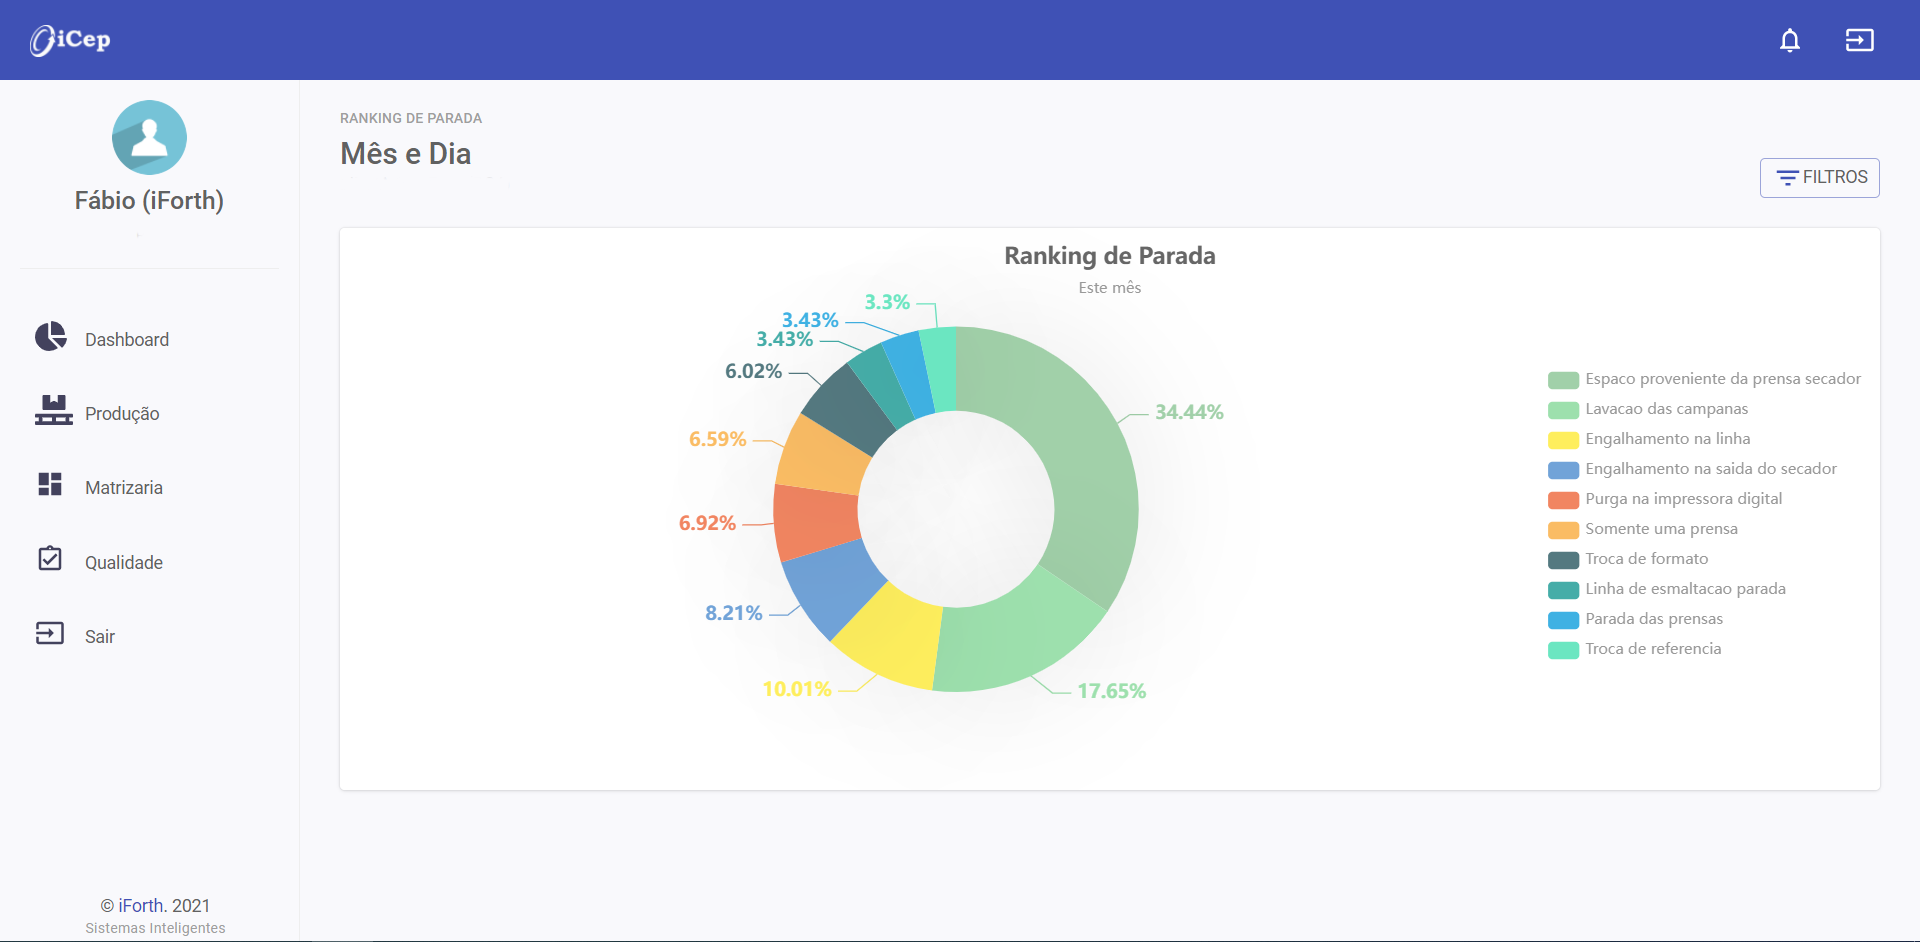 iCep
Fábio (iForth)
Dashboard
Produção
Matrizaria
Qualidade
Sair
© iForth. 2021
Sistemas Inteligentes
RANKING DE PARADA
Mês e Dia
FILTROS
Ranking de Parada
Este mês
3.3%
3.43%
3.43%
6.02%
6.59%
6.92%
8.21%
10.01%
17.65%
34.44%
Espaco proveniente da prensa secador
Lavacao das campanas
Engalhamento na linha
Engalhamento na saida do secador
Purga na impressora digital
Somente uma prensa
Troca de formato
Linha de esmaltacao parada
Parada das prensas
Troca de referencia